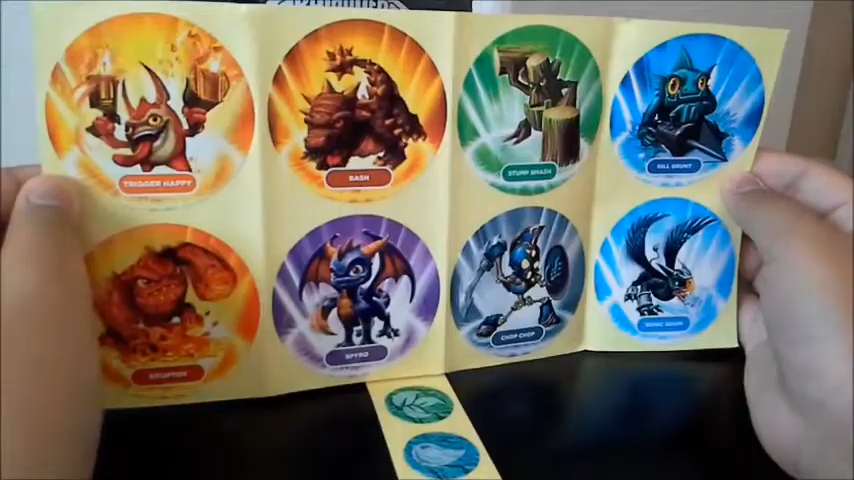 TRIGGER HAPPY
BASH
STUMP SMASH
GILL GRUNT
ERUPTOR
SPYRO
CHOP CHOP
SONIC BOOM